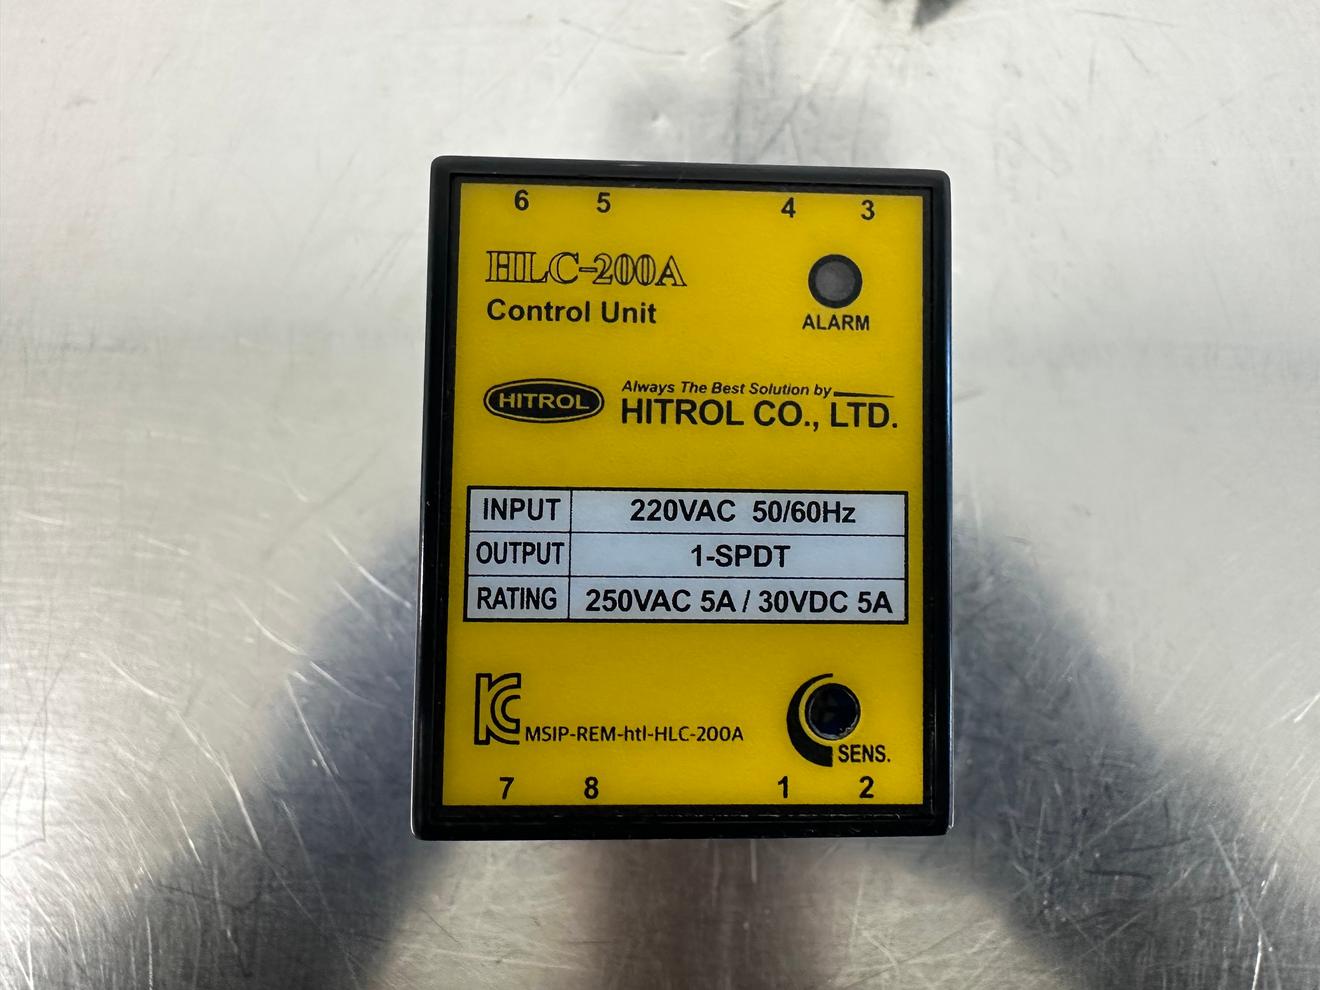 6 5 4 3
HLC-200A
Control Unit
ALARM
HITROL
Always The Best Solution by
HITROL CO., LTD.
INPUT 220VAC 50/60Hz
OUTPUT 1-SPDT
RATING 250VAC 5A / 30VDC 5A
KC MSIP-REM-htl-HLC-200A
SENS.
7 8 1 2